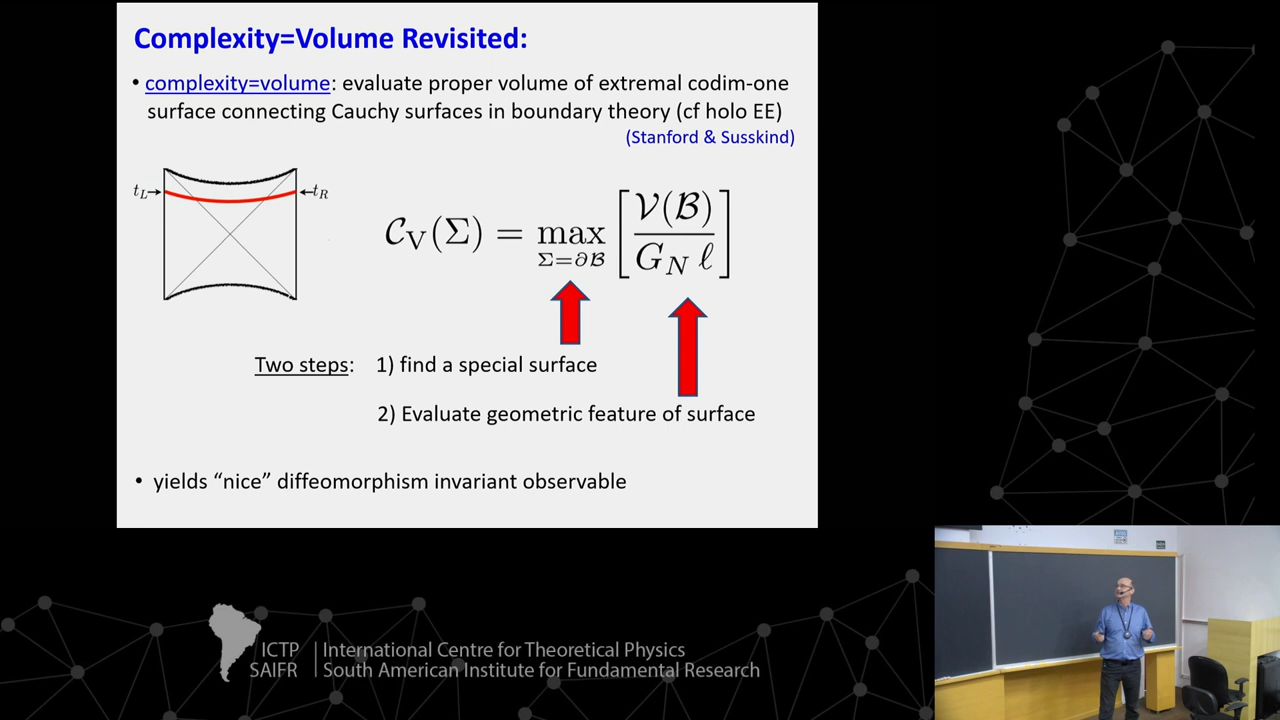 Complexity=Volume Revisited:
• complexity=volume: evaluate proper volume of extremal codim-one
surface connecting Cauchy surfaces in boundary theory (cf holo EE)
(Stanford & Susskind)
t_L→ ←t_R
𝒞_V(Σ) = max_{Σ=∂ℬ} [𝒱(ℬ) / G_N ℓ]
Two steps: 1) find a special surface
2) Evaluate geometric feature of surface
• yields “nice” diffeomorphism invariant observable
ICTP
SAIFR
International Centre for Theoretical Physics
South American Institute for Fundamental Research